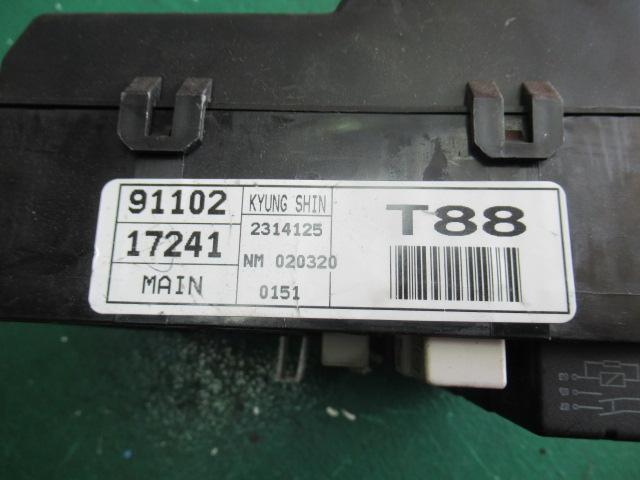 91102
17241
MAIN
KYUNG SHIN
2314125
NM 020320
0151
T88